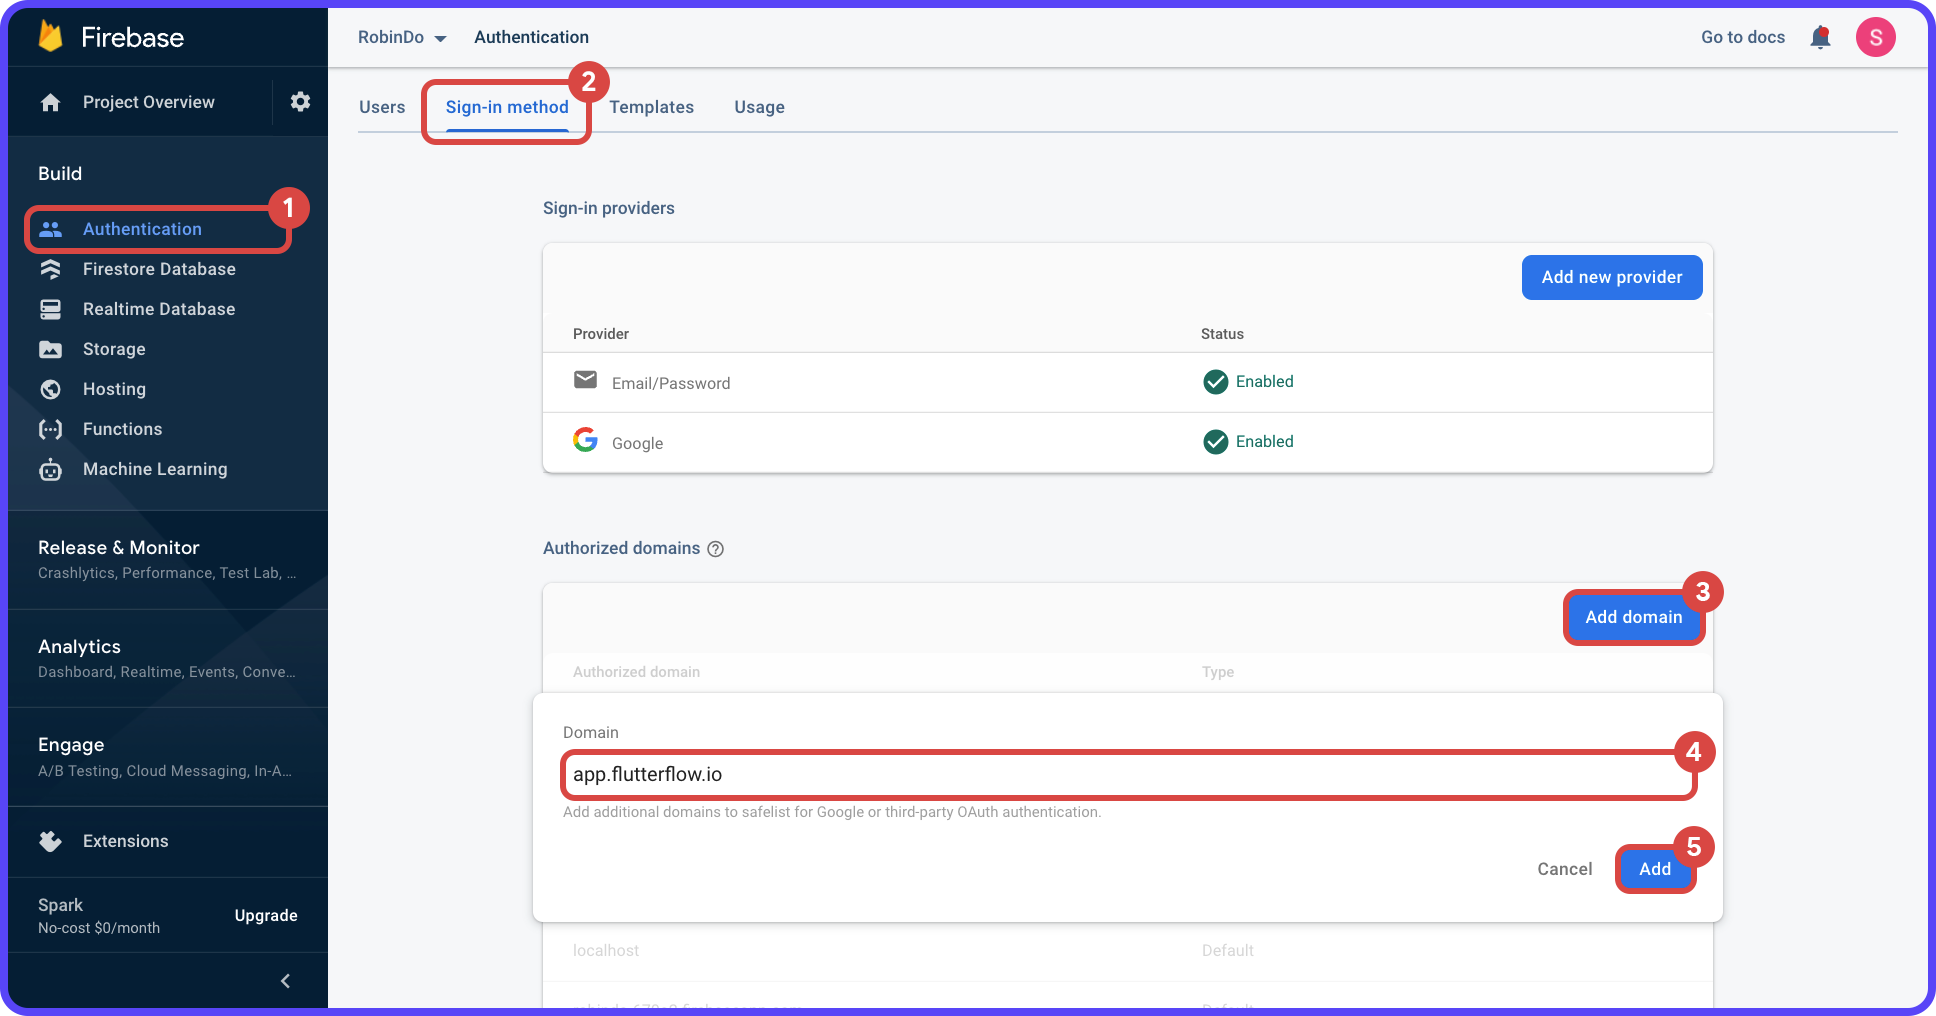 Firebase
Project Overview
Build
1
Authentication
Firestore Database
Realtime Database
Storage
Hosting
Functions
Machine Learning
Release & Monitor
Crashlytics, Performance, Test Lab, ...
Analytics
Dashboard, Realtime, Events, Conve...
Engage
A/B Testing, Cloud Messaging, In-A...
Extensions
Spark
No-cost $0/month
Upgrade
RobinDo
Authentication
Go to docs
S
2
Users
Sign-in method
Templates
Usage
Sign-in providers
Add new provider
Provider
Status
Email/Password
Enabled
Google
Enabled
Authorized domains
3
Add domain
Authorized domain
Type
Domain
4
app.flutterflow.io
Add additional domains to safelist for Google or third-party OAuth authentication.
5
Cancel
Add
localhost
Default